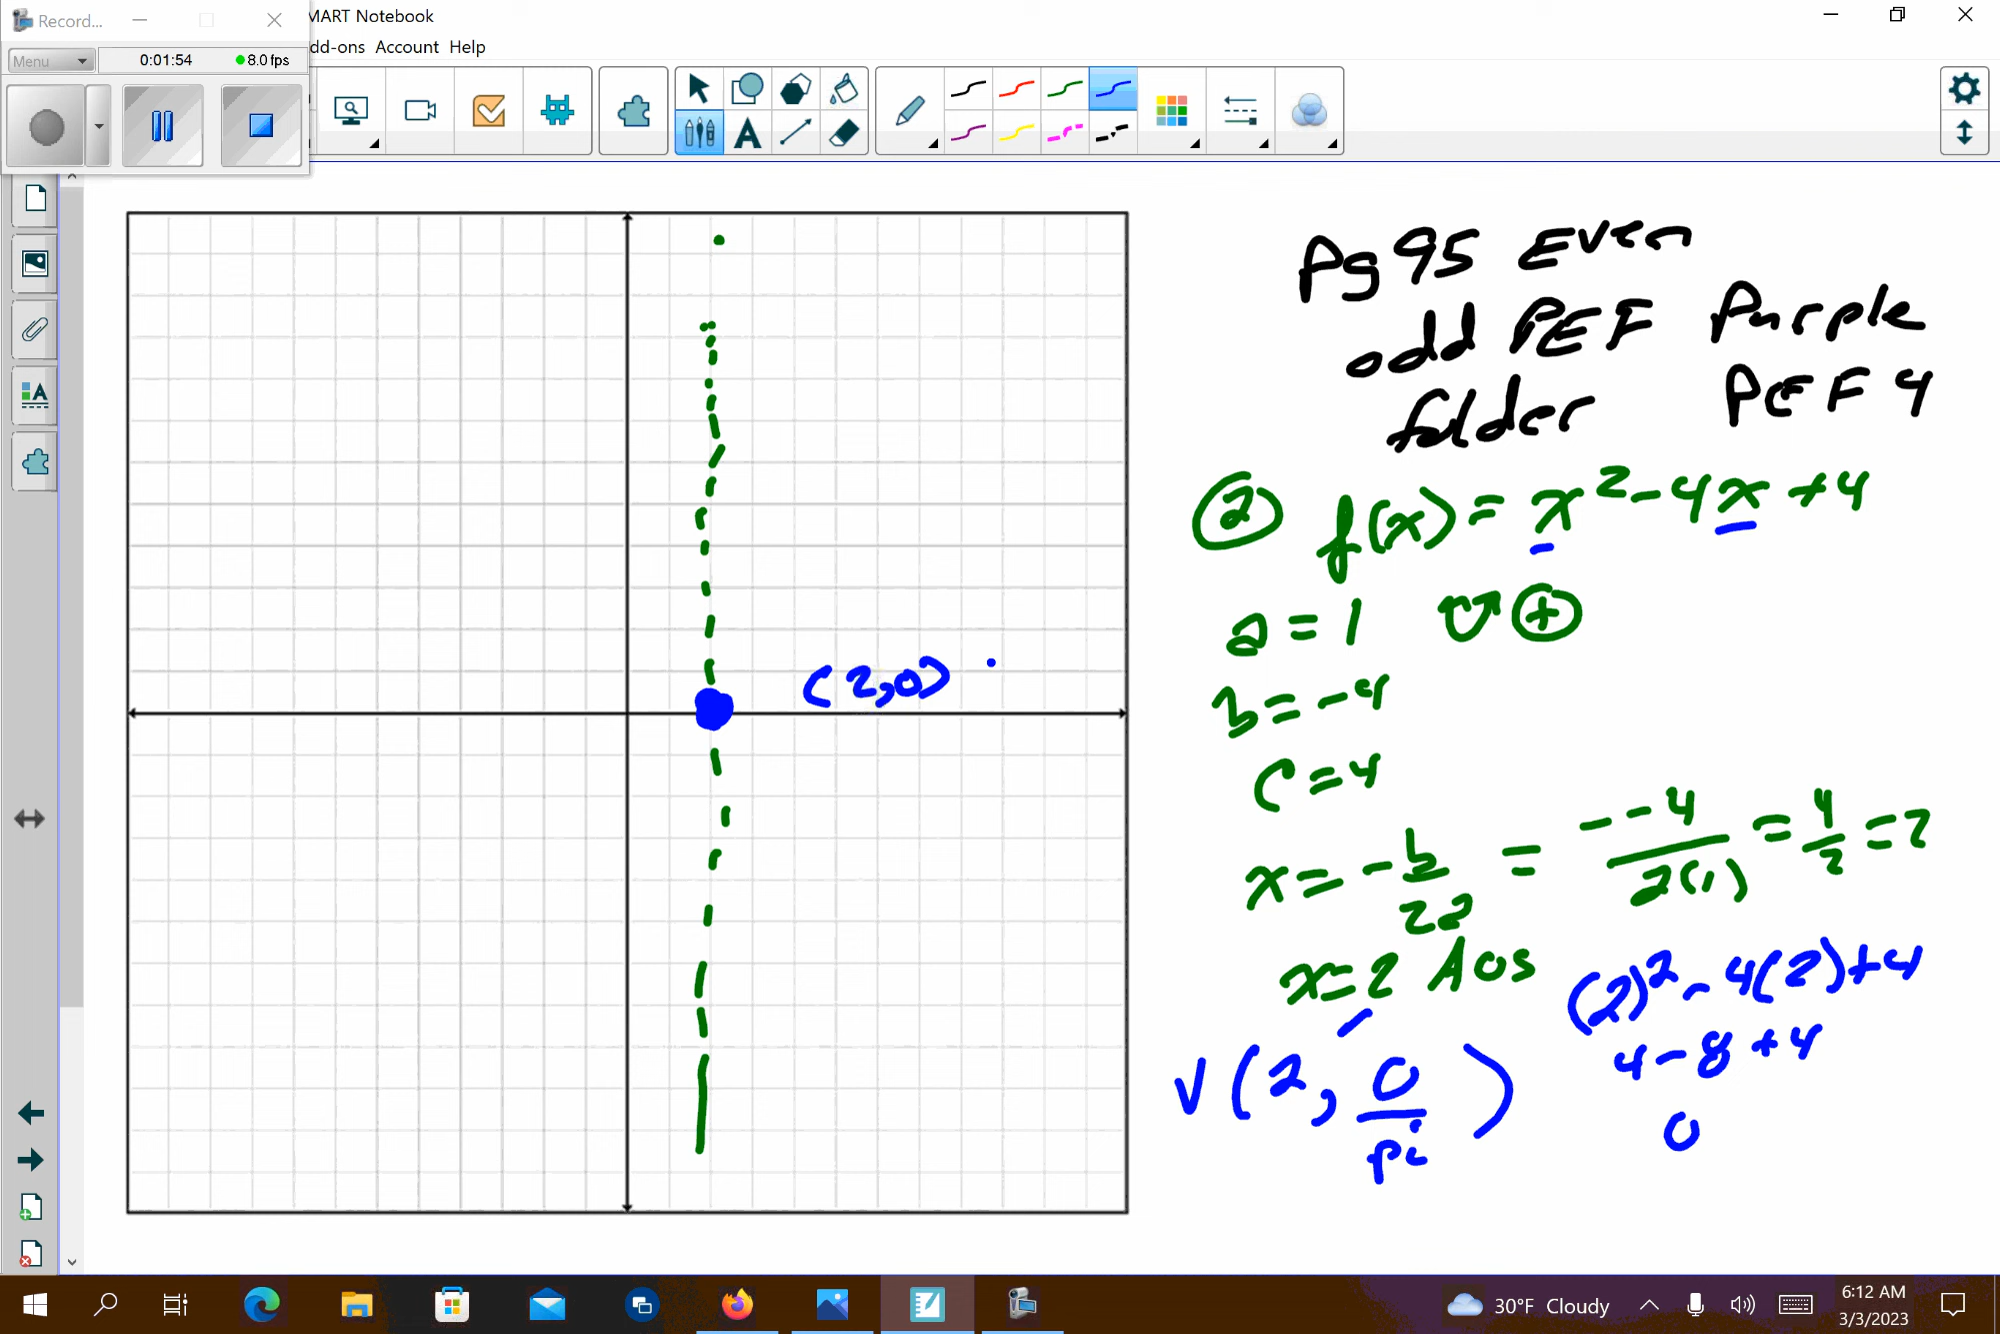 Record...
MART Notebook
dd-ons Account Help
Menu
0:01:54
8.0 fps
A
A
Pg 95 Even
odd PEF Purple
folder PEF 4
② f(x) = x² - 4x + 4
a = 1 +
b = -4
c = 4
x = -b/2a = --4/2(1) = 4/2 = 2
x = 2 AOS
(2)² - 4(2) + 4
4 - 8 + 4
0
V(2, 0)
pi
(2,0)
30°F Cloudy
6:12 AM
3/3/2023